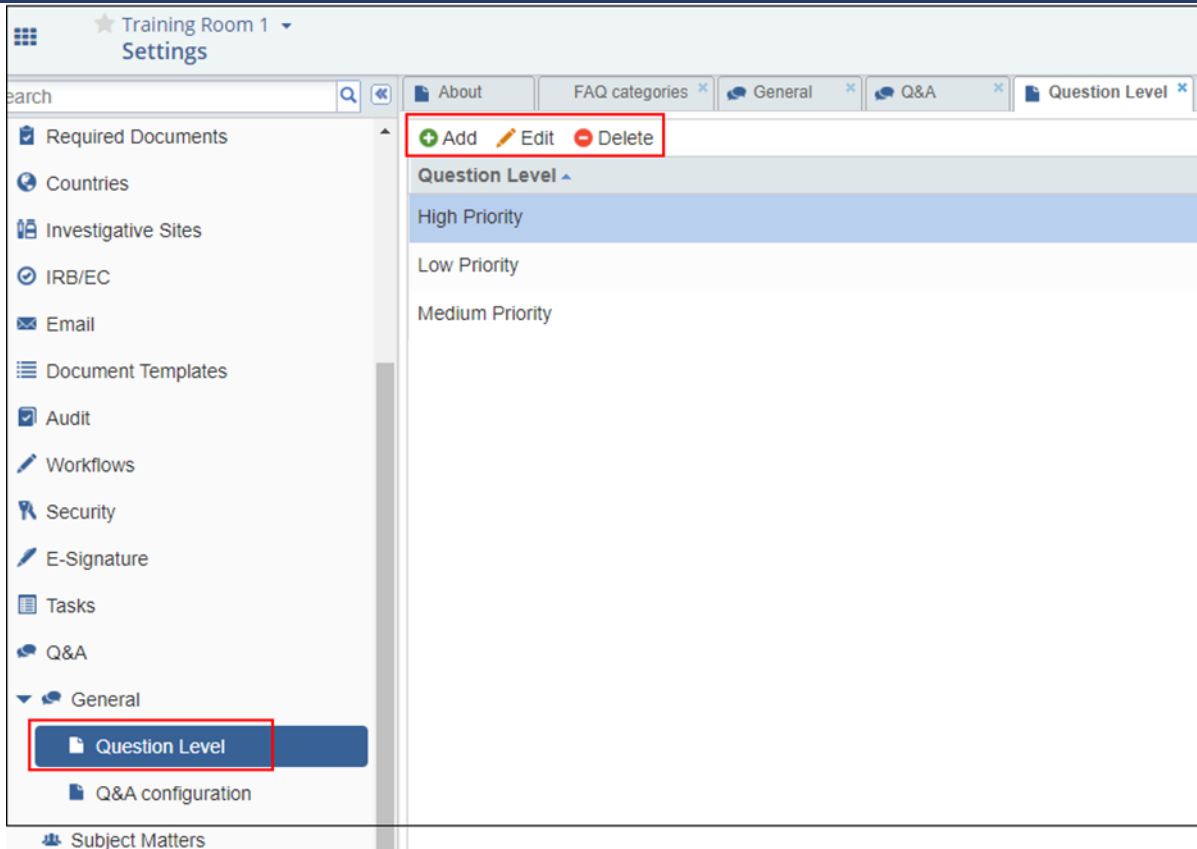 Training Room 1
Settings
earch
About
FAQ categories
General
Q&A
Question Level
Required Documents
Countries
Investigative Sites
IRB/EC
Email
Document Templates
Audit
Workflows
Security
E-Signature
Tasks
Q&A
General
Question Level
Q&A configuration
Subject Matters
Add Edit Delete
Question Level
High Priority
Low Priority
Medium Priority